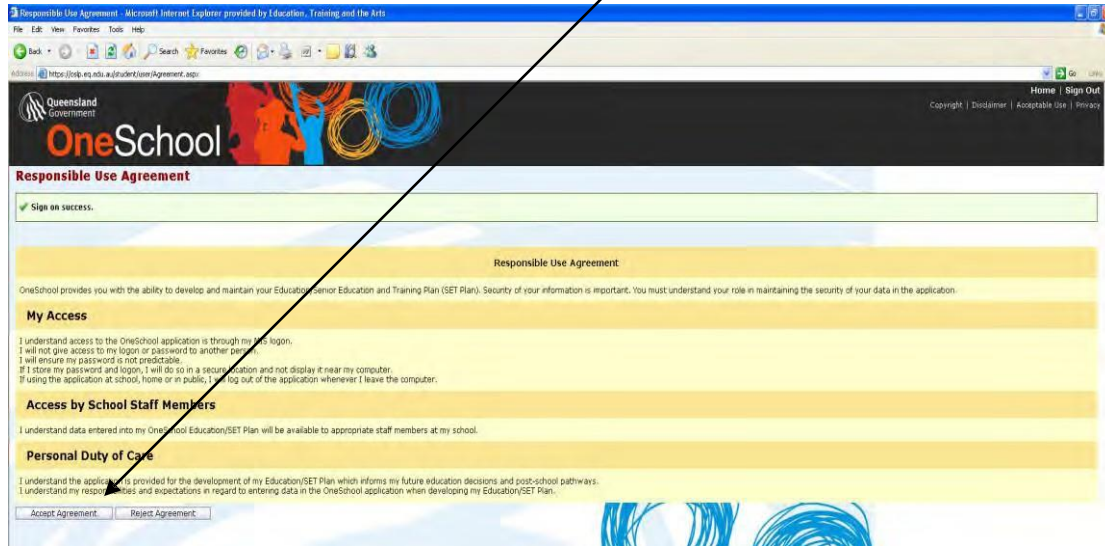 Responsible Use Agreement - Microsoft Internet Explorer provided by Education, Training and the Arts
File Edit View Favorites Tools Help
Back Search Favorites
Address https://oslp.eq.edu.au/student/user/Agreement.aspx Go Links
Home | Sign Out
Copyright | Disclaimer | Acceptable Use | Privacy
Queensland
Government
OneSchool
Responsible Use Agreement
Sign on success.
Responsible Use Agreement
OneSchool provides you with the ability to develop and maintain your Education/Senior Education and Training Plan (SET Plan). Security of your information is important. You must understand your role in maintaining the security of your data in the application.
My Access
I understand access to the OneSchool application is through my MIS logon.
I will not give access to my logon or password to another person.
I will ensure my password is not predictable.
If I store my password and logon, I will do so in a secure location and not display it near my computer.
If using the application at school, home or in public, I will log out of the application whenever I leave the computer.
Access by School Staff Members
I understand data entered into my OneSchool Education/SET Plan will be available to appropriate staff members at my school.
Personal Duty of Care
I understand the application is provided for the development of my Education/SET Plan which informs my future education decisions and post-school pathways.
I understand my responsibilities and expectations in regard to entering data in the OneSchool application when developing my Education/SET Plan.
Accept Agreement Reject Agreement